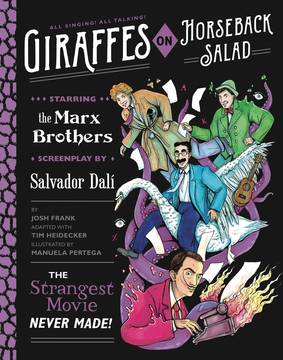 ALL SINGING! ALL TALKING!
GIRAFFES ON HORSEBACK
SALAD
STARRING
the Marx
Brothers
SCREENPLAY BY
Salvador Dalí
BY
JOSH FRANK
ADAPTED WITH
TIM HEIDECKER
ILLUSTRATED BY
MANUELA PERTEGA
THE
Strangest
Movie
NEVER MADE!